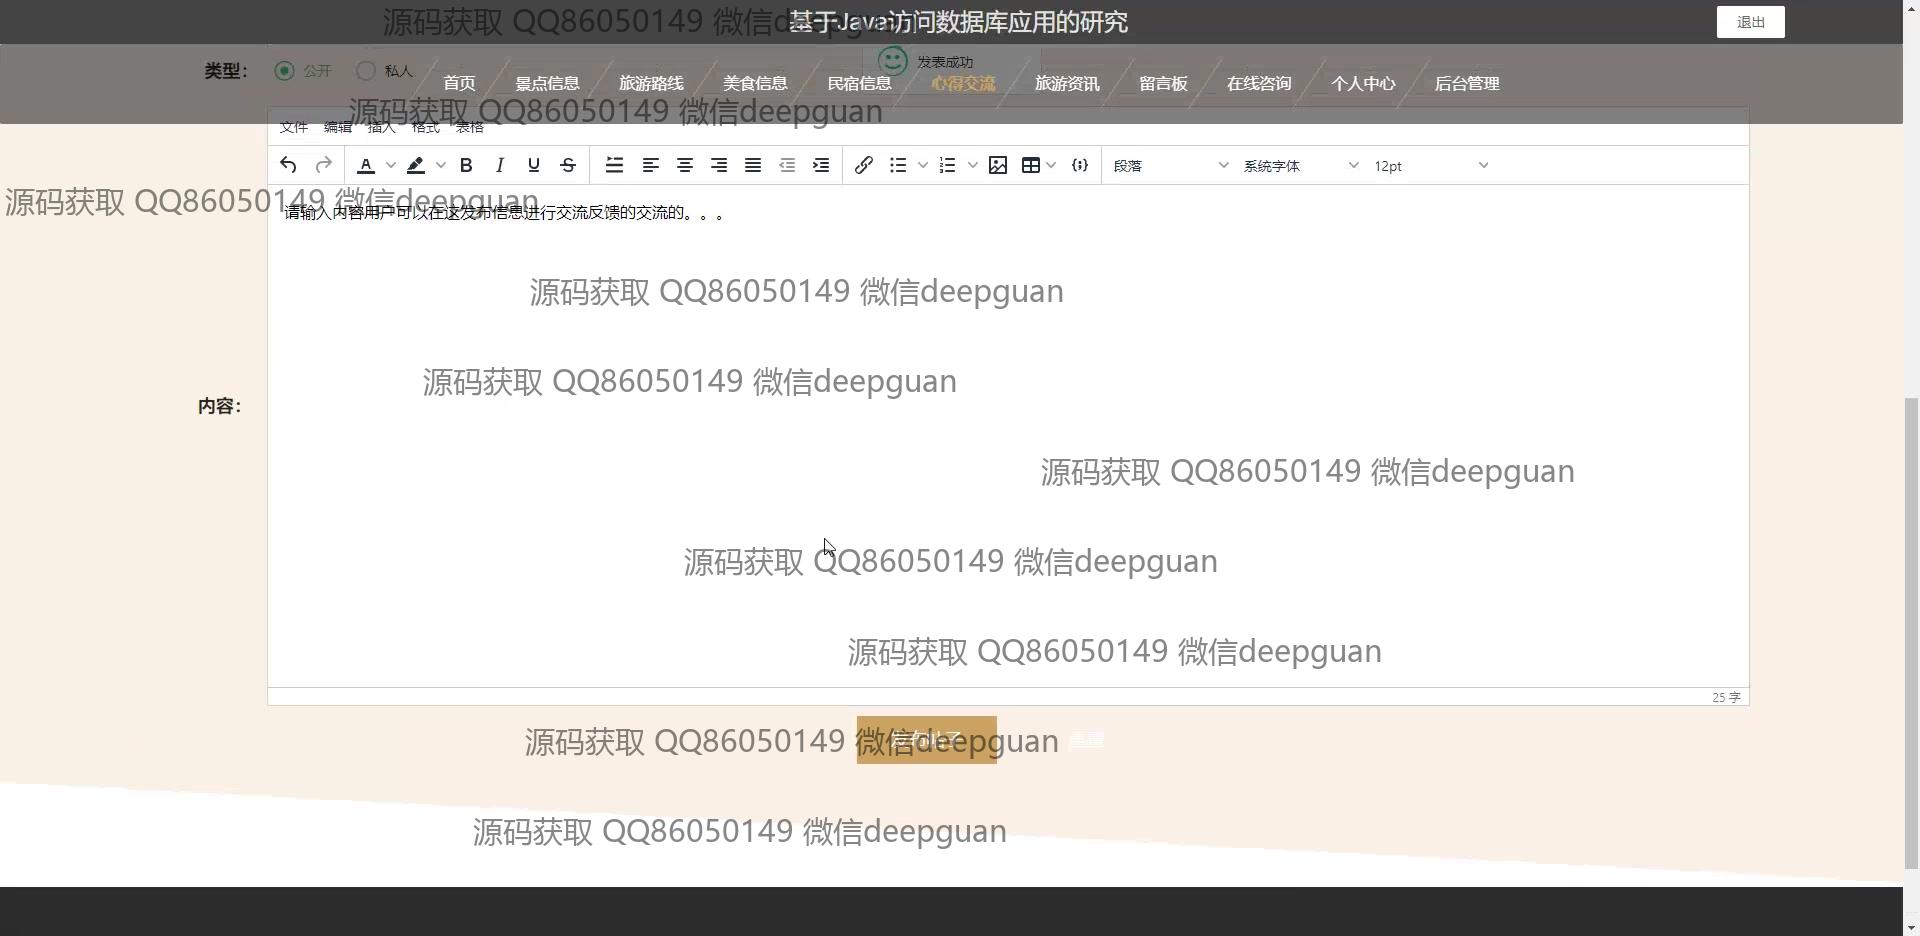 源码获取 QQ86050149 微信deepguan
基于Java访问数据库应用的研究
退出
类型：
公开
私人
发表成功
首页
景点信息
旅游路线
美食信息
民宿信息
心得交流
旅游资讯
留言板
在线咨询
个人中心
后台管理
源码获取 QQ86050149 微信deepguan
文件 编辑 插入 格式 表格
段落 系统字体 12pt
源码获取 QQ86050149 微信deepguan
请输入内容用户可以在这发布信息进行交流反馈的交流的。。。
源码获取 QQ86050149 微信deepguan
源码获取 QQ86050149 微信deepguan
内容：
源码获取 QQ86050149 微信deepguan
源码获取 QQ86050149 微信deepguan
源码获取 QQ86050149 微信deepguan
25 字
源码获取 QQ86050149 微信deepguan
发布帖子
源码获取 QQ86050149 微信deepguan